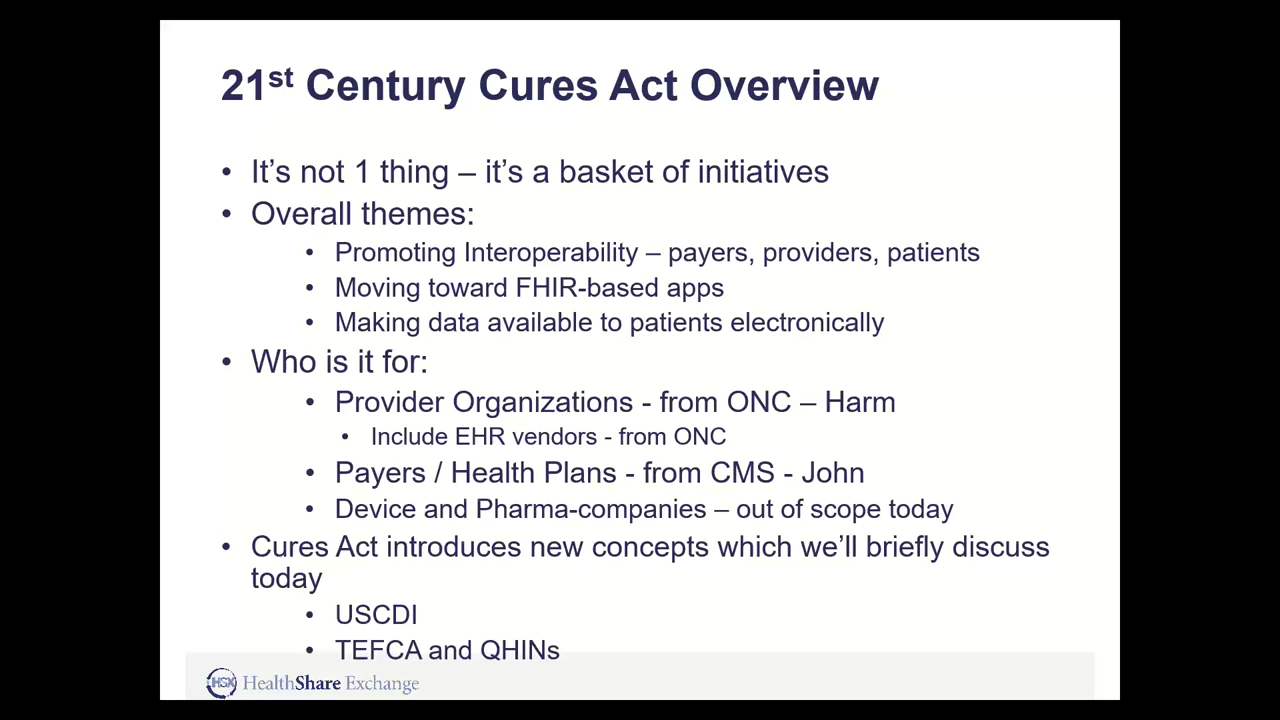 21st Century Cures Act Overview
• It's not 1 thing – it's a basket of initiatives
• Overall themes:
• Promoting Interoperability – payers, providers, patients
• Moving toward FHIR-based apps
• Making data available to patients electronically
• Who is it for:
• Provider Organizations - from ONC – Harm
• Include EHR vendors - from ONC
• Payers / Health Plans - from CMS - John
• Device and Pharma-companies – out of scope today
• Cures Act introduces new concepts which we'll briefly discuss
today
• USCDI
• TEFCA and QHINs
HSX HealthShare Exchange